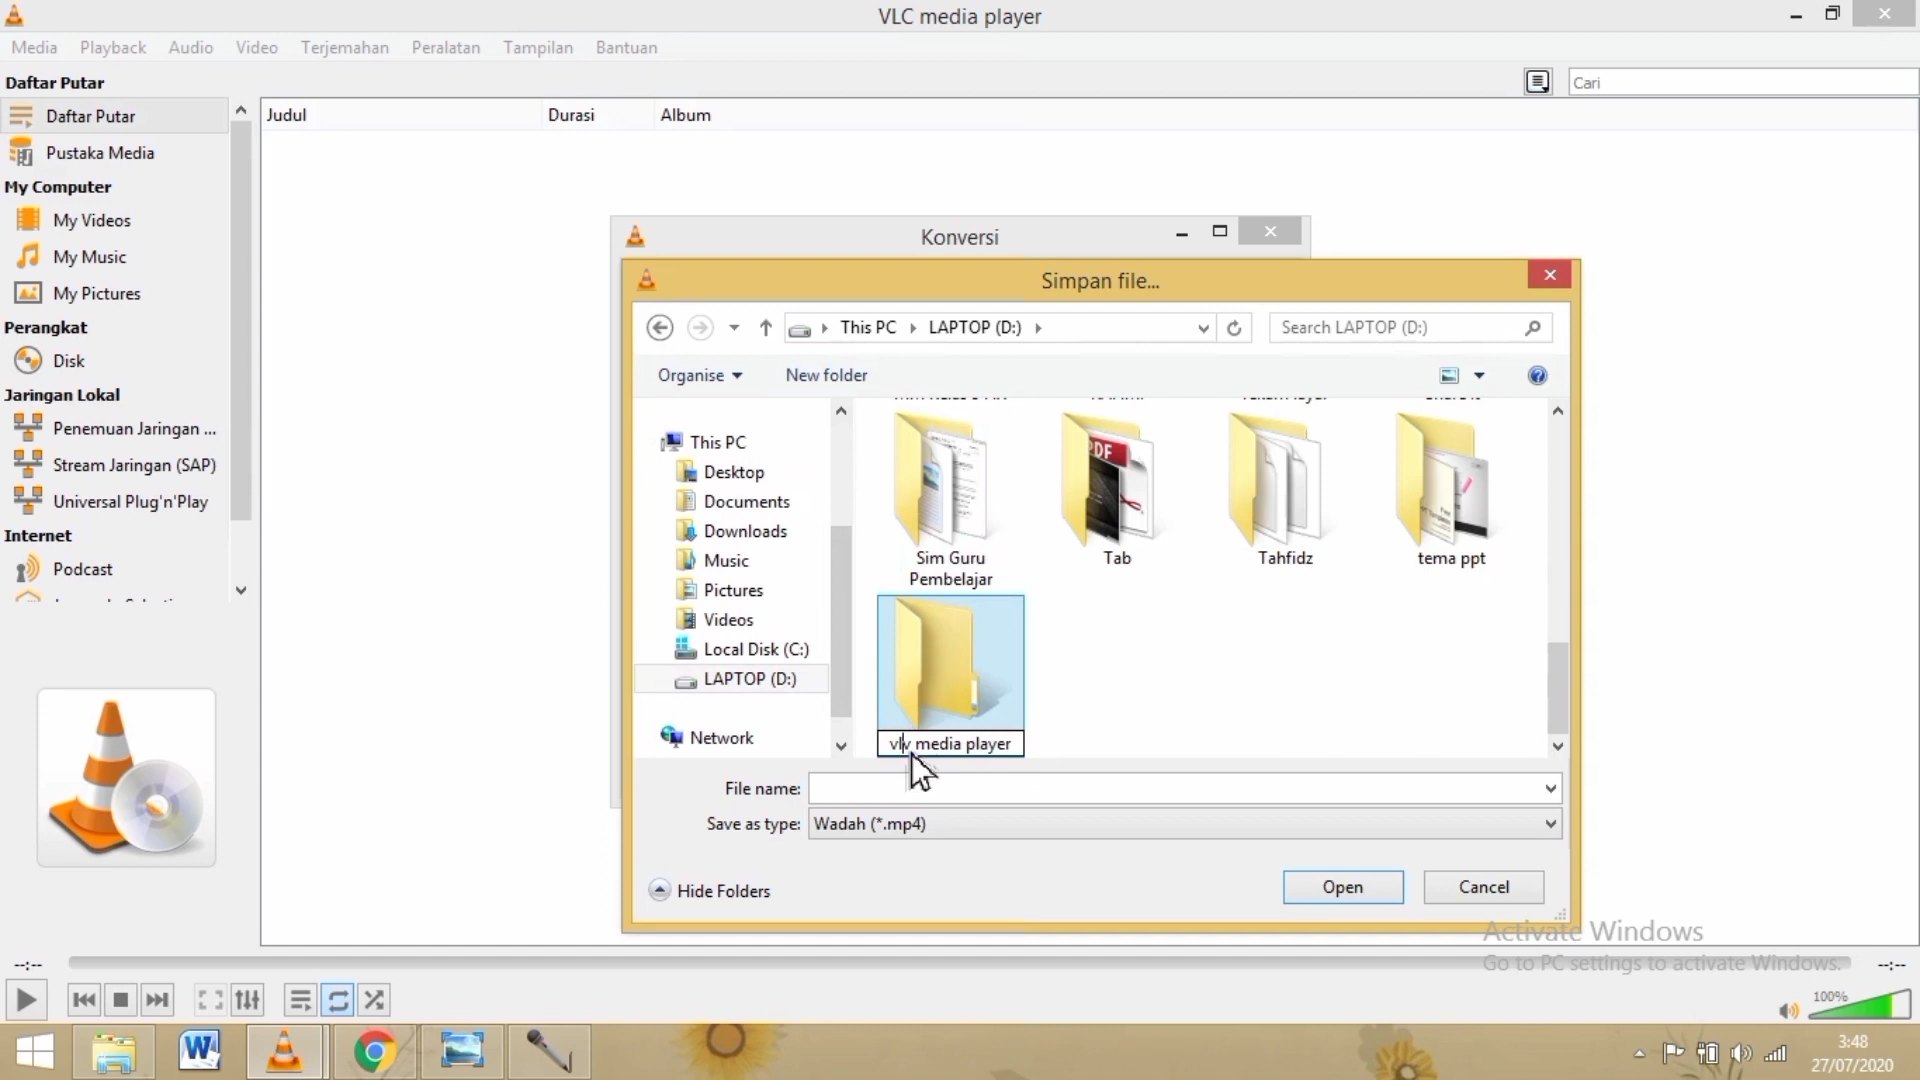 VLC media player
Media Playback Audio Video Terjemahan Peralatan Tampilan Bantuan
Daftar Putar
Cari
Daftar Putar
Judul Durasi Album
Pustaka Media
My Computer
My Videos
My Music
My Pictures
Perangkat
Disk
Jaringan Lokal
Penemuan Jaringan ...
Stream Jaringan (SAP)
Universal Plug'n'Play
Internet
Podcast
Konversi
Simpan file...
This PC LAPTOP (D:)
Search LAPTOP (D:)
Organise New folder
This PC
Desktop
Documents
Downloads
Music
Pictures
Videos
Local Disk (C:)
LAPTOP (D:)
Network
PDF
Sim Guru
Pembelajar
Tab
Tahfidz
tema ppt
vlv media player
File name:
Save as type: Wadah (*.mp4)
Hide Folders
Open Cancel
Activate Windows
Go to PC settings to activate Windows.
--:-- --:--
100%
3:48
27/07/2020